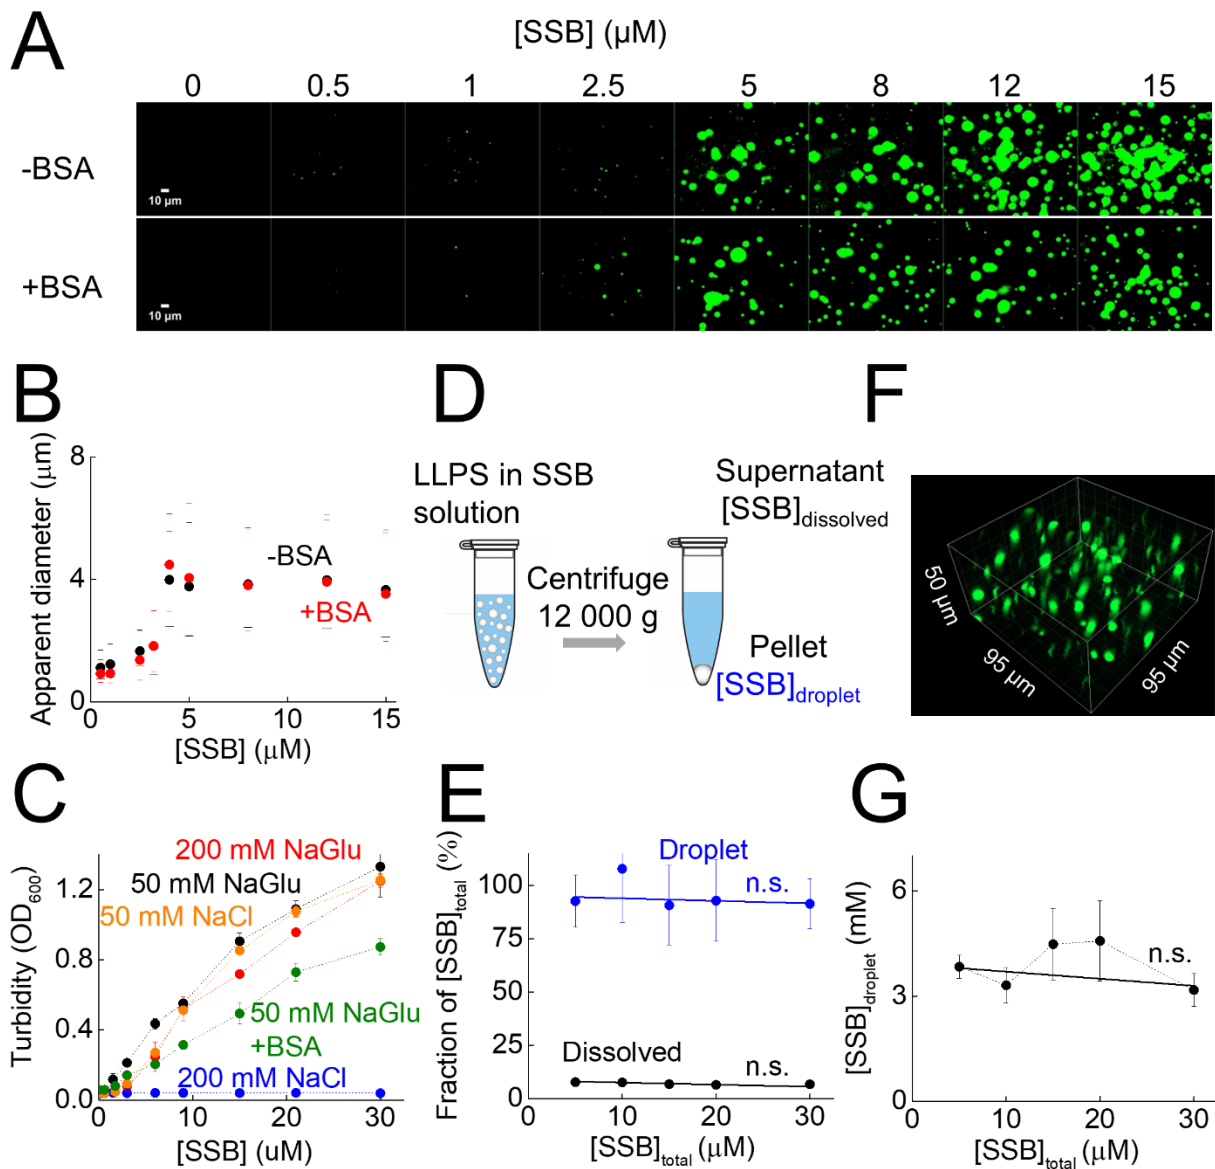 A
[SSB] (µM)
0 0.5 1 2.5 5 8 12 15
-BSA
10 µm
+BSA
10 µm
B
Apparent diameter (µm)
8
4
0
-BSA
+BSA
0 5 10 15
[SSB] (µM)
D
LLPS in SSB
solution
Centrifuge
12 000 g
Supernatant
[SSB]dissolved
Pellet
[SSB]droplet
F
50 µm
95 µm
95 µm
C
Turbidity (OD600)
1.2
0.8
0.4
0.0
200 mM NaGlu
50 mM NaGlu
50 mM NaCl
50 mM NaGlu
+BSA
200 mM NaCl
0 10 20 30
[SSB] (uM)
E
Fraction of [SSB]total (%)
100
75
50
25
10
5
0
Droplet
n.s.
Dissolved
n.s.
0 10 20 30
[SSB]total (µM)
G
[SSB]droplet (mM)
6
3
0
n.s.
0 10 20 30
[SSB]total (µM)